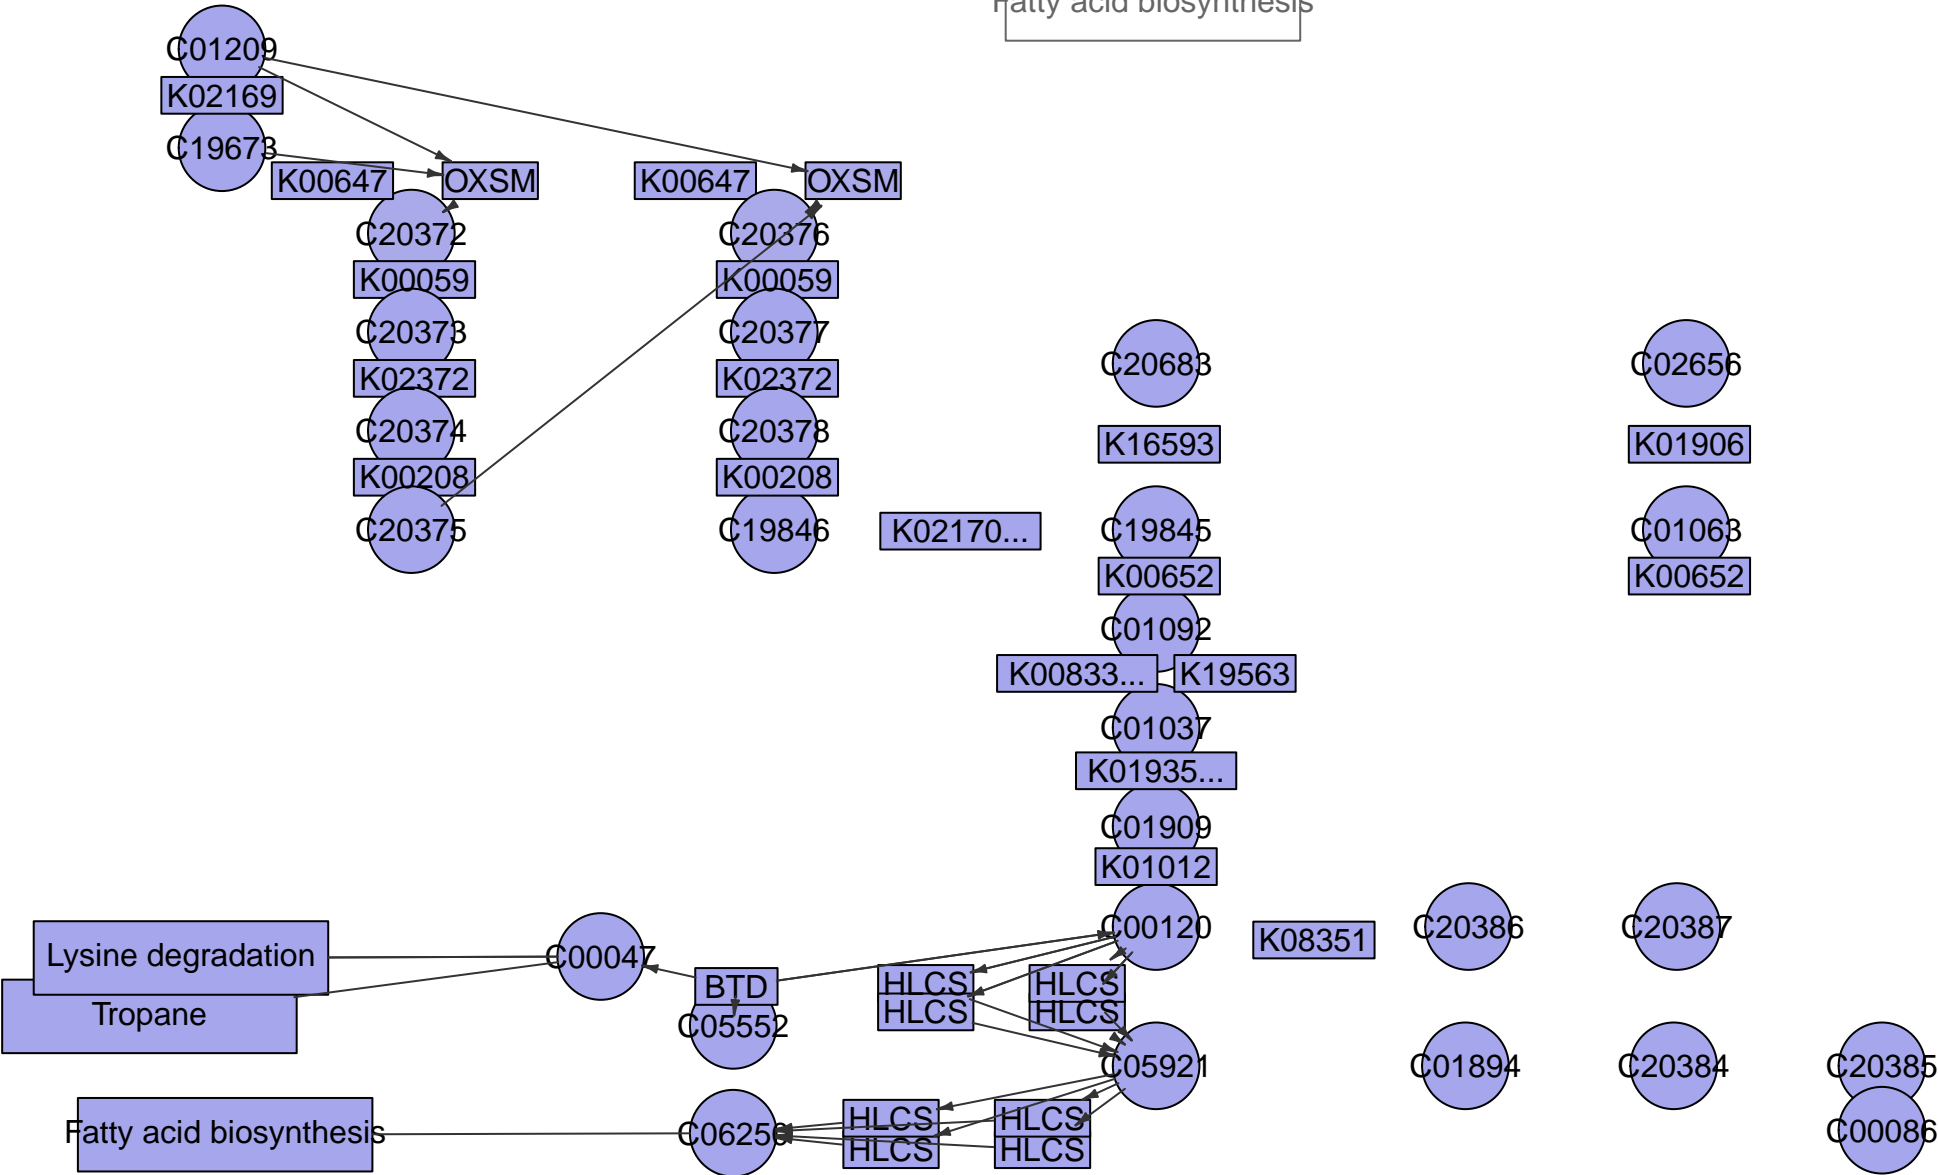 Fatty acid biosynthesis
C01209
K02169
C19673
K00647
OXSM
K00647
OXSM
C20372
C20376
K00059
K00059
C20373
C20377
C20683
C02656
K02372
K02372
C20374
C20378
K16593
K01906
K00208
K00208
C20375
C19846
K02170...
C19845
C01063
K00652
K00652
C01092
K00833...
K19563
C01037
K01935...
C01909
K01012
C00120
K08351
C20386
C20387
Lysine degradation
C00047
BTD
HLCS
HLCS
Tropane
C05552
HLCS
HLCS
C05921
C01894
C20384
C20385
Fatty acid biosynthesis
C06250
HLCS
HLCS
C00086
HLCS
HLCS